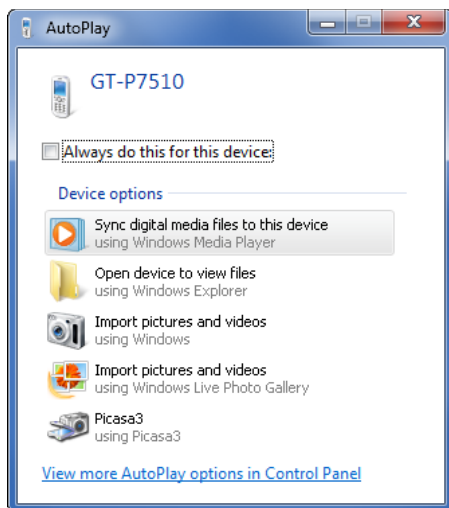 AutoPlay
GT-P7510
Always do this for this device:
Device options
Sync digital media files to this device
using Windows Media Player
Open device to view files
using Windows Explorer
Import pictures and videos
using Windows
Import pictures and videos
using Windows Live Photo Gallery
Picasa3
using Picasa3
View more AutoPlay options in Control Panel